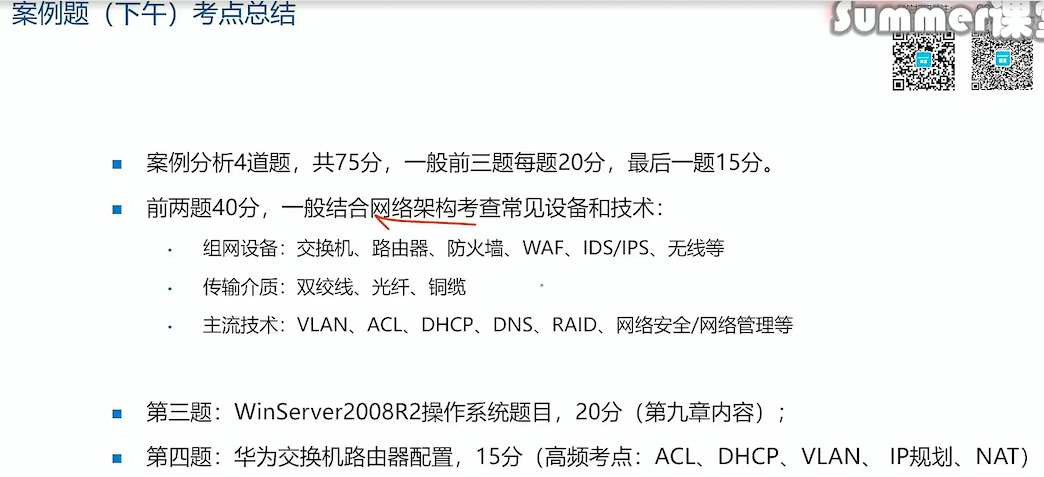 案例题（下午）考点总结
Summer课堂
案例分析4道题，共75分，一般前三题每题20分，最后一题15分。
前两题40分，一般结合网络架构考查常见设备和技术：
组网设备：交换机、路由器、防火墙、WAF、IDS/IPS、无线等
传输介质：双绞线、光纤、铜缆
主流技术：VLAN、ACL、DHCP、DNS、RAID、网络安全/网络管理等
第三题：WinServer2008R2操作系统题目，20分（第九章内容）；
第四题：华为交换机路由器配置，15分（高频考点：ACL、DHCP、VLAN、 IP规划、NAT）